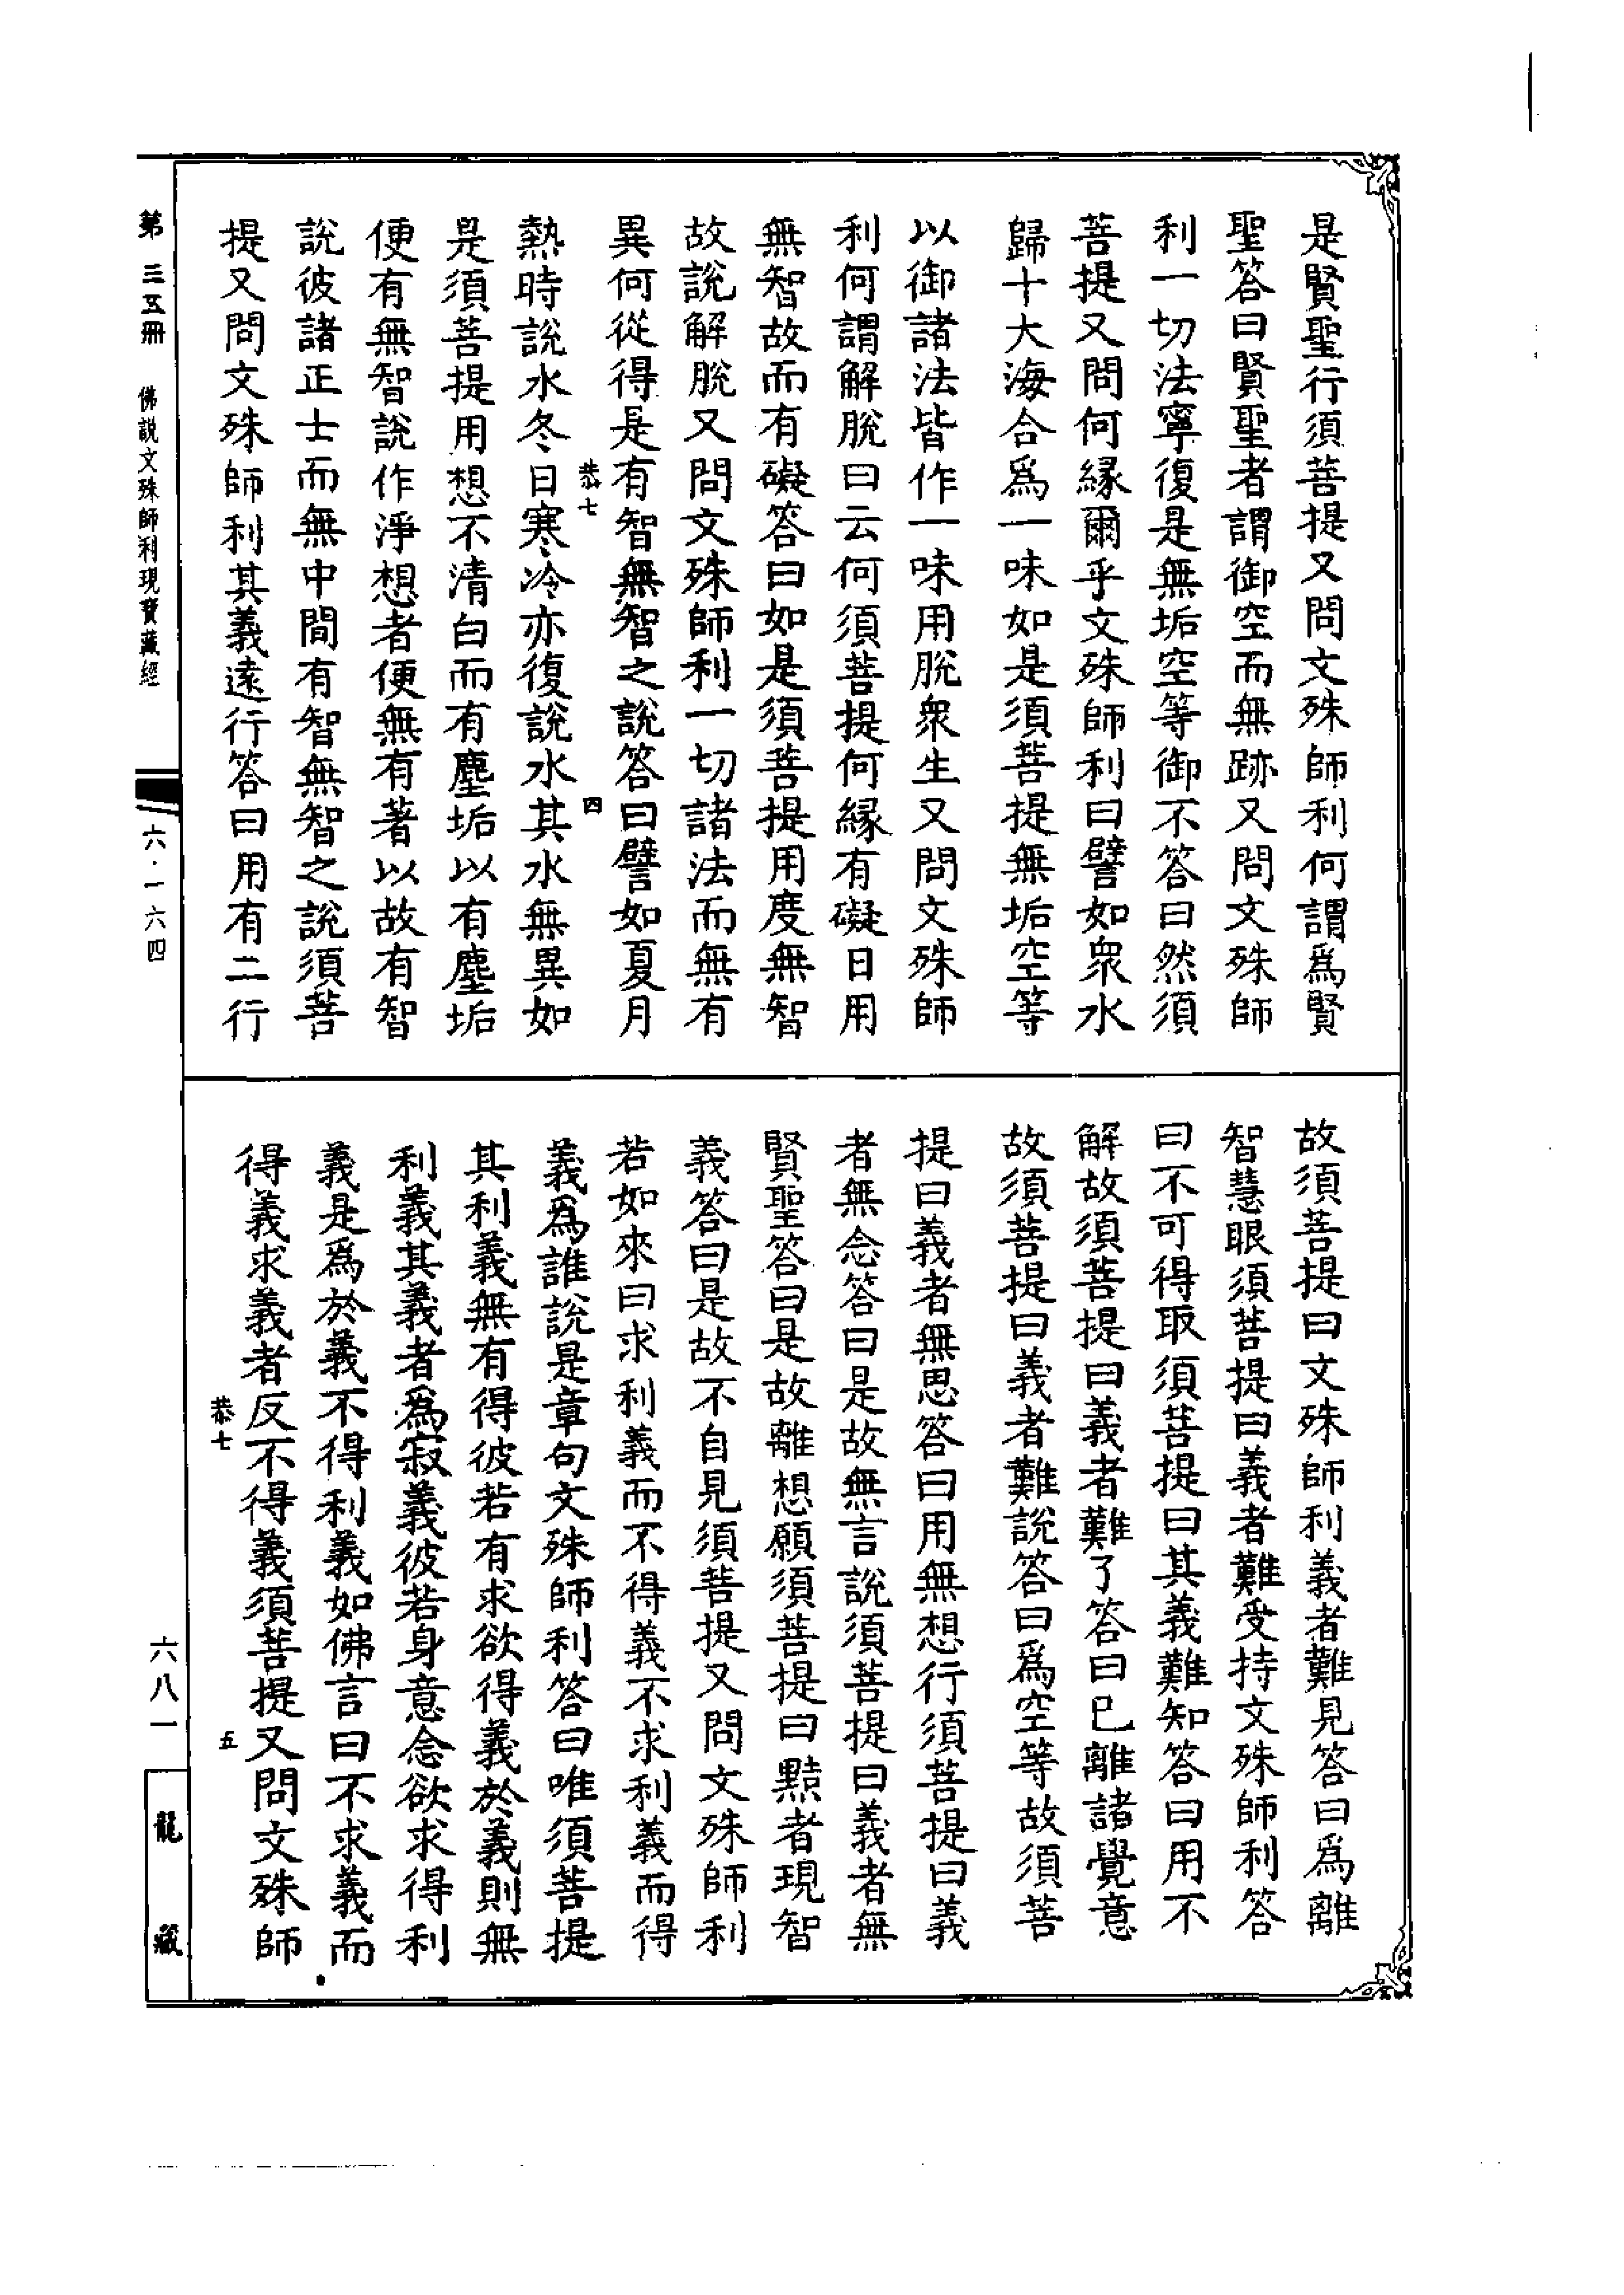 是賢聖行須菩提又問文殊師利何謂爲賢
聖答曰賢聖者謂御空而無跡又問文殊師
利一切法寧復是無垢空等御不答曰然須
菩提又問何緣爾乎文殊師利曰譬如衆水
歸十大海合爲一味如是須菩提無垢空等
以御諸法皆作一味用脫衆生又問文殊師
利何謂解脫曰云何須菩提何緣有礙曰用
無智故而有礙答曰如是須菩提用度無智
故說解脫又問文殊師利一切諸法而無有
異何從得是有智無智之說答曰譬如夏月
恭七
四
熱時說水冬日寒冷亦復說水其水無異如
是須菩提用想不清白而有塵垢以有塵垢
便有無智說作淨想者便無有著以故有智
說彼諸正士而無中間有智無智之說須菩
提又問文殊師利其義遠行答曰用有二行
故須菩提曰文殊師利義者難見答曰爲離
智慧眼須菩提曰義者難受持文殊師利答
曰不可得取須菩提曰其義難知答曰用不
解故須菩提曰義者難了答曰已離諸覺意
故須菩提曰義者難說答曰爲空等故須菩
提曰義者無思答曰用無想行須菩提曰義
者無念答曰是故無言說須菩提曰義者無
賢聖答曰是故離想願須菩提曰黠者現智
義答曰是故不自見須菩提又問文殊師利
若如來曰求利義而不得義不求利義而得
義爲誰說是章句文殊師利答曰唯須菩提
其利義無有得彼若有求欲得義於義則無
利義其義者爲寂義彼若身意念欲求得利
義是爲於義不得利義如佛言曰不求義而
得義求義者反不得義須菩提又問文殊師
恭七
五
第三五冊
佛說文殊師利現寶藏經
六·一六四
六八一
龍藏